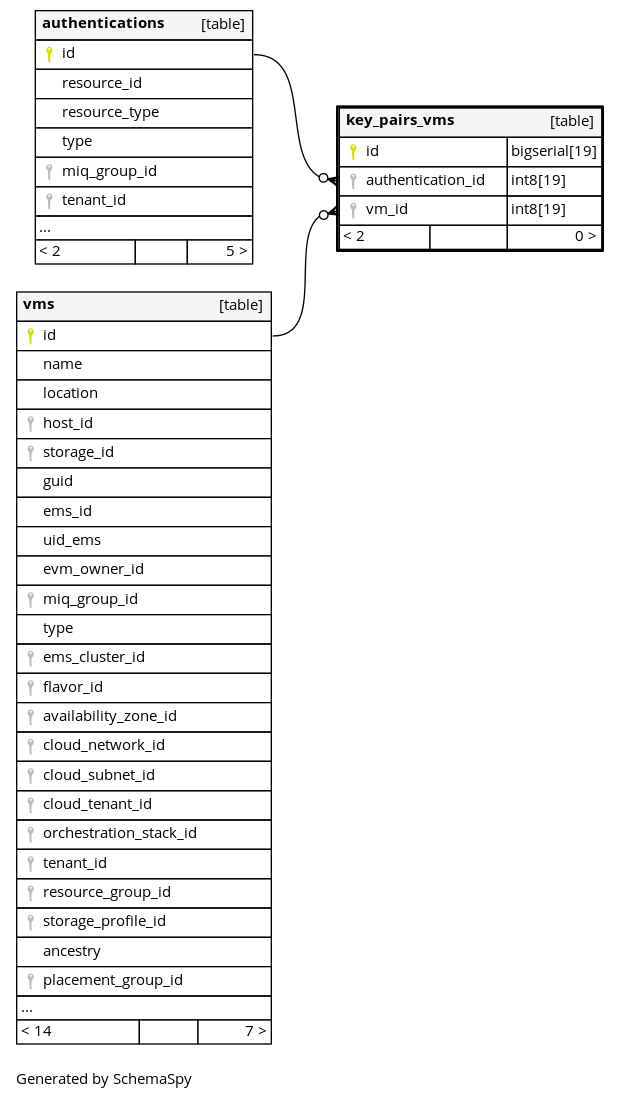 authentications [table]
id
resource_id
resource_type
type
miq_group_id
tenant_id
...
< 2 5 >
key_pairs_vms [table]
id bigserial[19]
authentication_id int8[19]
vm_id int8[19]
< 2 0 >
vms [table]
id
name
location
host_id
storage_id
guid
ems_id
uid_ems
evm_owner_id
miq_group_id
type
ems_cluster_id
flavor_id
availability_zone_id
cloud_network_id
cloud_subnet_id
cloud_tenant_id
orchestration_stack_id
tenant_id
resource_group_id
storage_profile_id
ancestry
placement_group_id
...
< 14 7 >
Generated by SchemaSpy